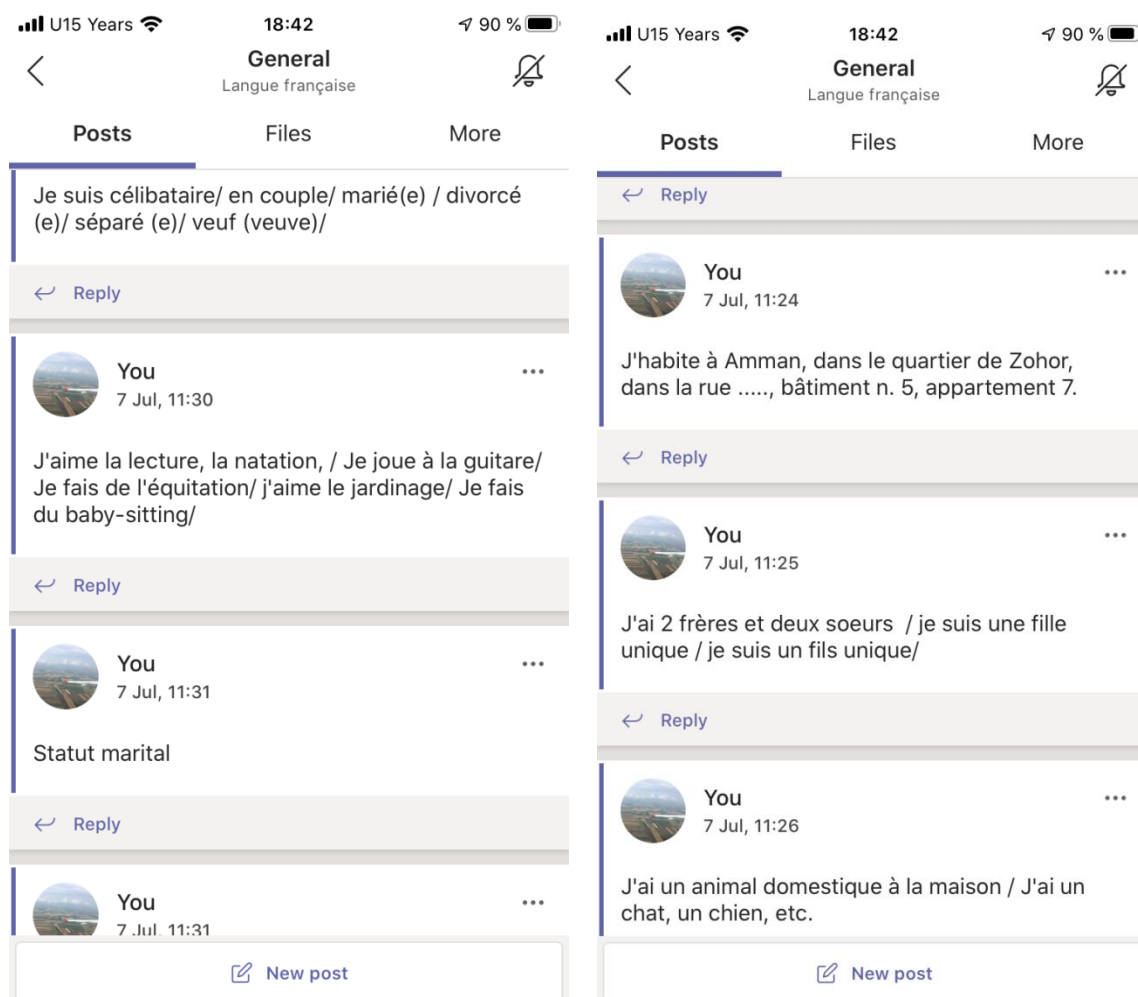 U15 Years 18:42 90 %
General
Langue française
Posts Files More
Je suis célibataire/ en couple/ marié(e) / divorcé
(e)/ séparé (e)/ veuf (veuve)/
Reply
You
7 Jul, 11:30
J'aime la lecture, la natation, / Je joue à la guitare/
Je fais de l'équitation/ j'aime le jardinage/ Je fais
du baby-sitting/
Reply
You
7 Jul, 11:31
Statut marital
Reply
You
7 Jul, 11:31
New post
U15 Years 18:42 90 %
General
Langue française
Posts Files More
Reply
You
7 Jul, 11:24
J'habite à Amman, dans le quartier de Zohor,
dans la rue ....., bâtiment n. 5, appartement 7.
Reply
You
7 Jul, 11:25
J'ai 2 frères et deux soeurs / je suis une fille
unique / je suis un fils unique/
Reply
You
7 Jul, 11:26
J'ai un animal domestique à la maison / J'ai un
chat, un chien, etc.
New post